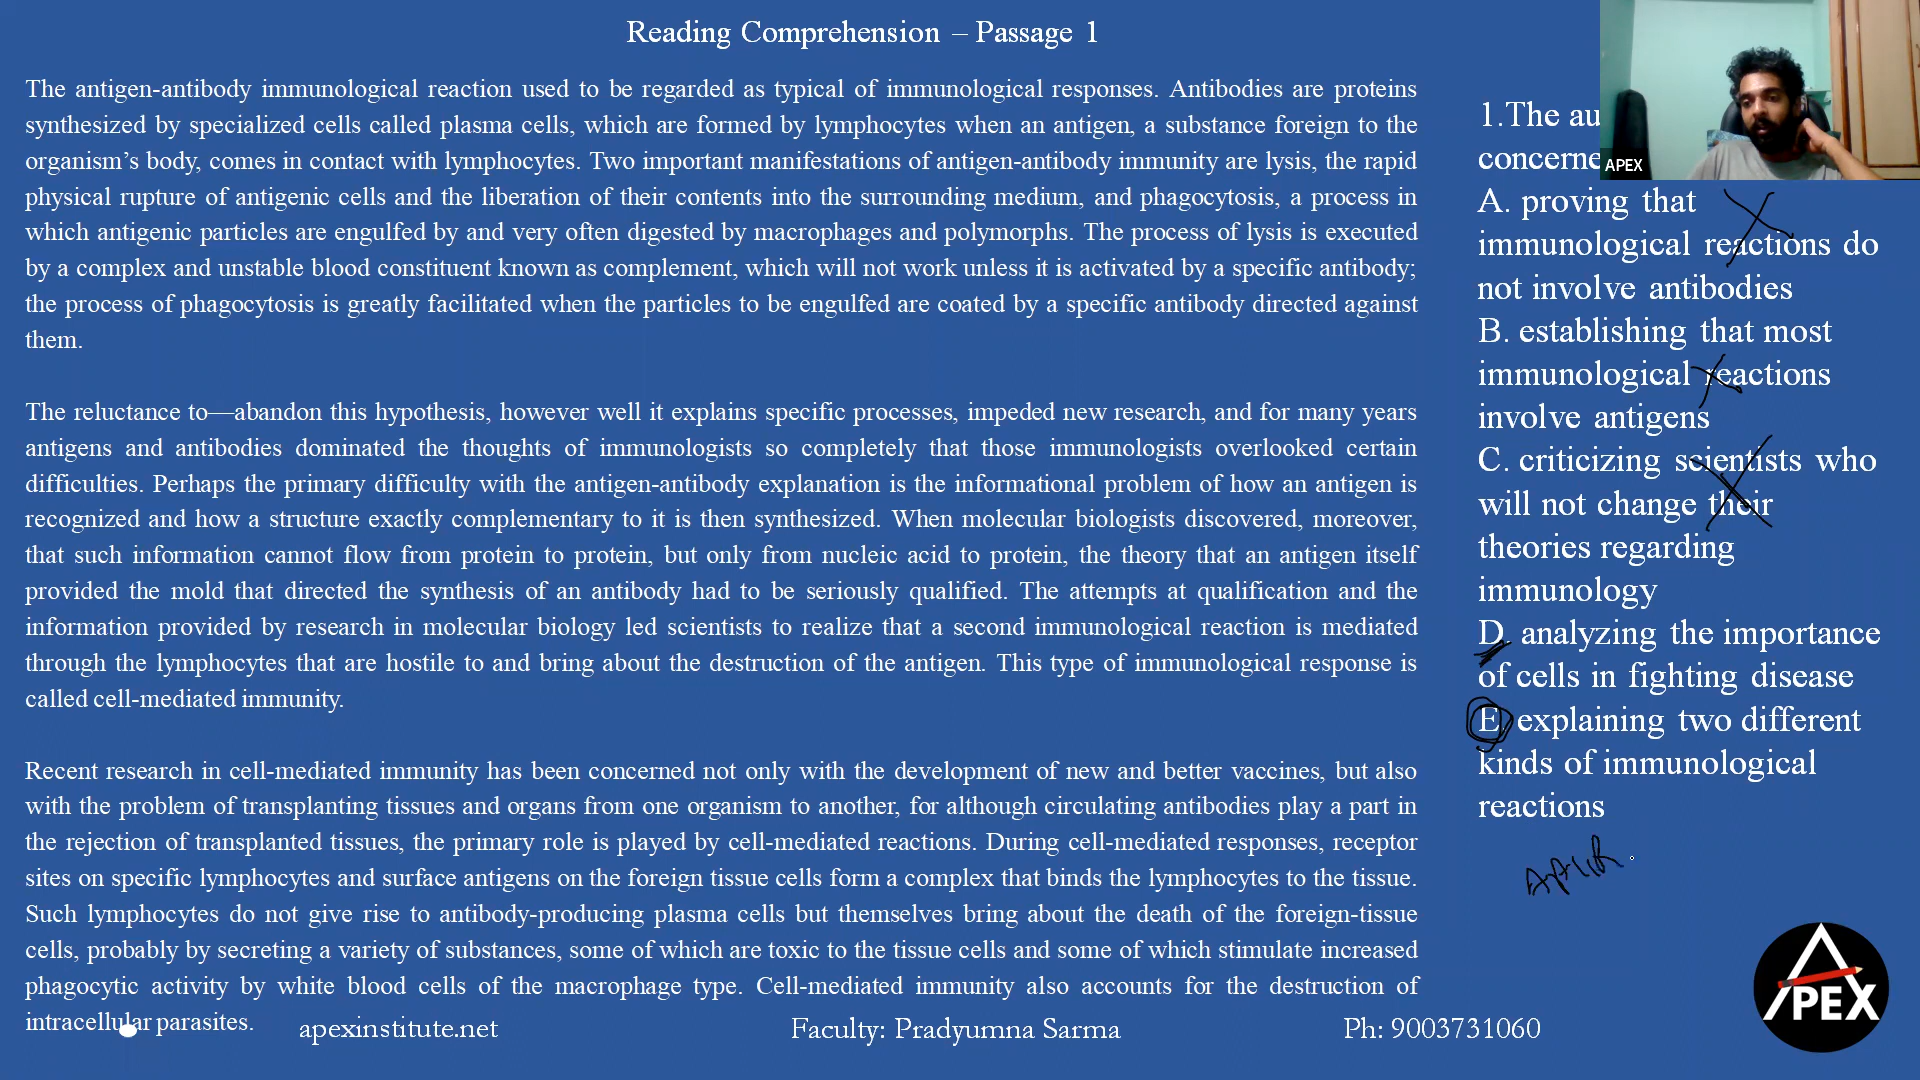 Reading Comprehension – Passage 1
The antigen-antibody immunological reaction used to be regarded as typical of immunological responses. Antibodies are proteins
synthesized by specialized cells called plasma cells, which are formed by lymphocytes when an antigen, a substance foreign to the
organism’s body, comes in contact with lymphocytes. Two important manifestations of antigen-antibody immunity are lysis, the rapid
physical rupture of antigenic cells and the liberation of their contents into the surrounding medium, and phagocytosis, a process in
which antigenic particles are engulfed by and very often digested by macrophages and polymorphs. The process of lysis is executed
by a complex and unstable blood constituent known as complement, which will not work unless it is activated by a specific antibody;
the process of phagocytosis is greatly facilitated when the particles to be engulfed are coated by a specific antibody directed against
them.
The reluctance to—abandon this hypothesis, however well it explains specific processes, impeded new research, and for many years
antigens and antibodies dominated the thoughts of immunologists so completely that those immunologists overlooked certain
difficulties. Perhaps the primary difficulty with the antigen-antibody explanation is the informational problem of how an antigen is
recognized and how a structure exactly complementary to it is then synthesized. When molecular biologists discovered, moreover,
that such information cannot flow from protein to protein, but only from nucleic acid to protein, the theory that an antigen itself
provided the mold that directed the synthesis of an antibody had to be seriously qualified. The attempts at qualification and the
information provided by research in molecular biology led scientists to realize that a second immunological reaction is mediated
through the lymphocytes that are hostile to and bring about the destruction of the antigen. This type of immunological response is
called cell-mediated immunity.
Recent research in cell-mediated immunity has been concerned not only with the development of new and better vaccines, but also
with the problem of transplanting tissues and organs from one organism to another, for although circulating antibodies play a part in
the rejection of transplanted tissues, the primary role is played by cell-mediated reactions. During cell-mediated responses, receptor
sites on specific lymphocytes and surface antigens on the foreign tissue cells form a complex that binds the lymphocytes to the tissue.
Such lymphocytes do not give rise to antibody-producing plasma cells but themselves bring about the death of the foreign-tissue
cells, probably by secreting a variety of substances, some of which are toxic to the tissue cells and some of which stimulate increased
phagocytic activity by white blood cells of the macrophage type. Cell-mediated immunity also accounts for the destruction of
intracellular parasites.
1.The au
concerne
APEX
A. proving that
immunological reactions do
not involve antibodies
B. establishing that most
immunological reactions
involve antigens
C. criticizing scientists who
will not change their
theories regarding
immunology
D. analyzing the importance
of cells in fighting disease
E. explaining two different
kinds of immunological
reactions
apexinstitute.net
Faculty: Pradyumna Sarma
Ph: 9003731060
APEX